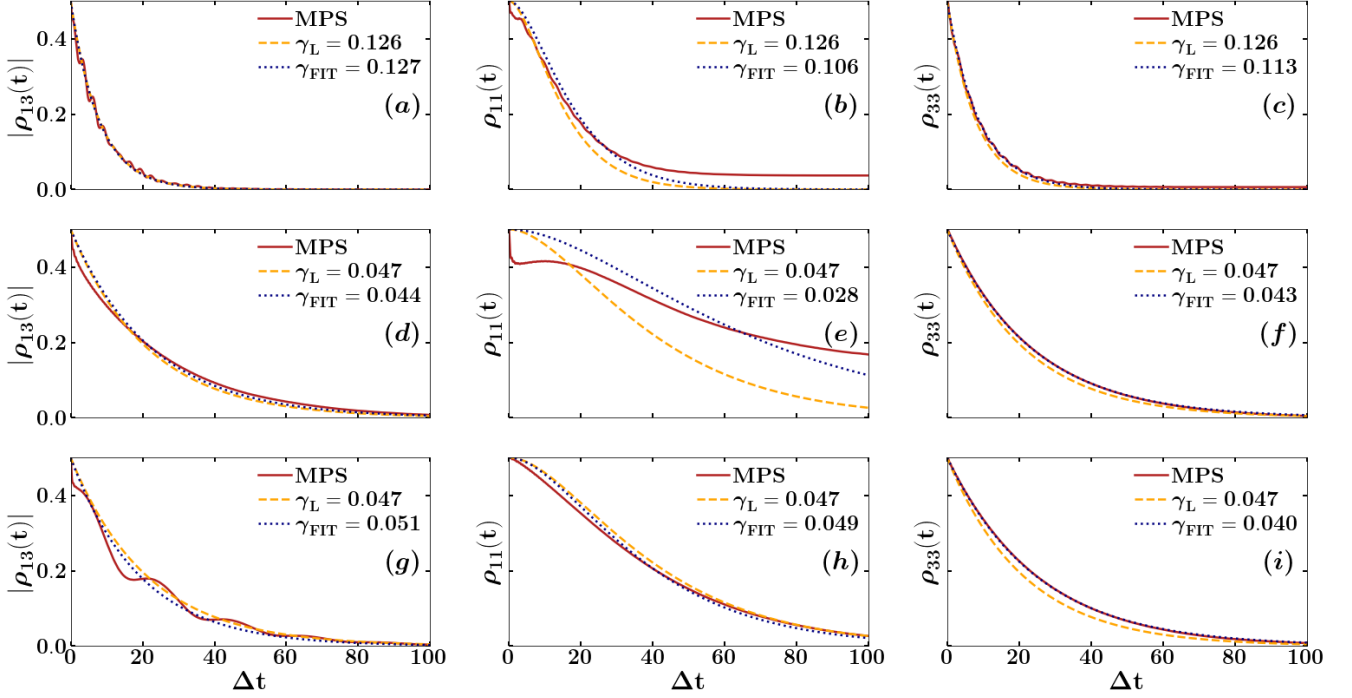 MPS
γL = 0.126
γFIT = 0.127
(a)
|ρ13(t)|
0.4
0.2
0.0
MPS
γL = 0.126
γFIT = 0.106
(b)
ρ11(t)
MPS
γL = 0.126
γFIT = 0.113
(c)
ρ33(t)
MPS
γL = 0.047
γFIT = 0.044
(d)
|ρ13(t)|
0.4
0.2
0.0
MPS
γL = 0.047
γFIT = 0.028
(e)
ρ11(t)
MPS
γL = 0.047
γFIT = 0.043
(f)
ρ33(t)
MPS
γL = 0.047
γFIT = 0.051
(g)
|ρ13(t)|
0.4
0.2
0.0
0 20 40 60 80 100
Δt
MPS
γL = 0.047
γFIT = 0.049
(h)
ρ11(t)
0 20 40 60 80 100
Δt
MPS
γL = 0.047
γFIT = 0.040
(i)
ρ33(t)
0 20 40 60 80 100
Δt